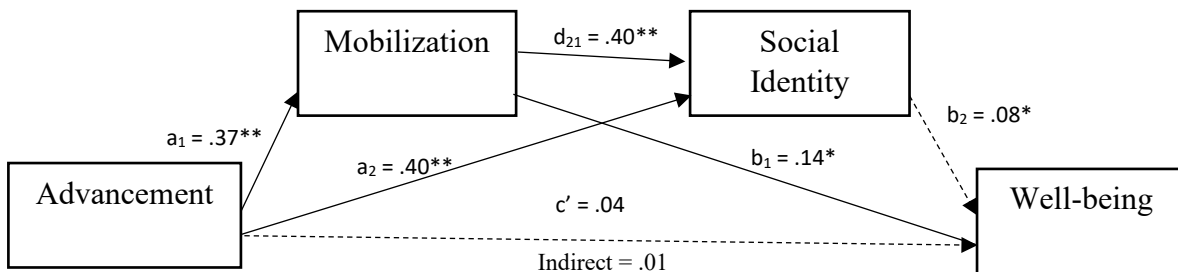 Mobilization
d₂₁ = .40**
Social
Identity
a₁ = .37**
a₂ = .40**
b₁ = .14*
b₂ = .08*
Advancement
c’ = .04
Well-being
Indirect = .01